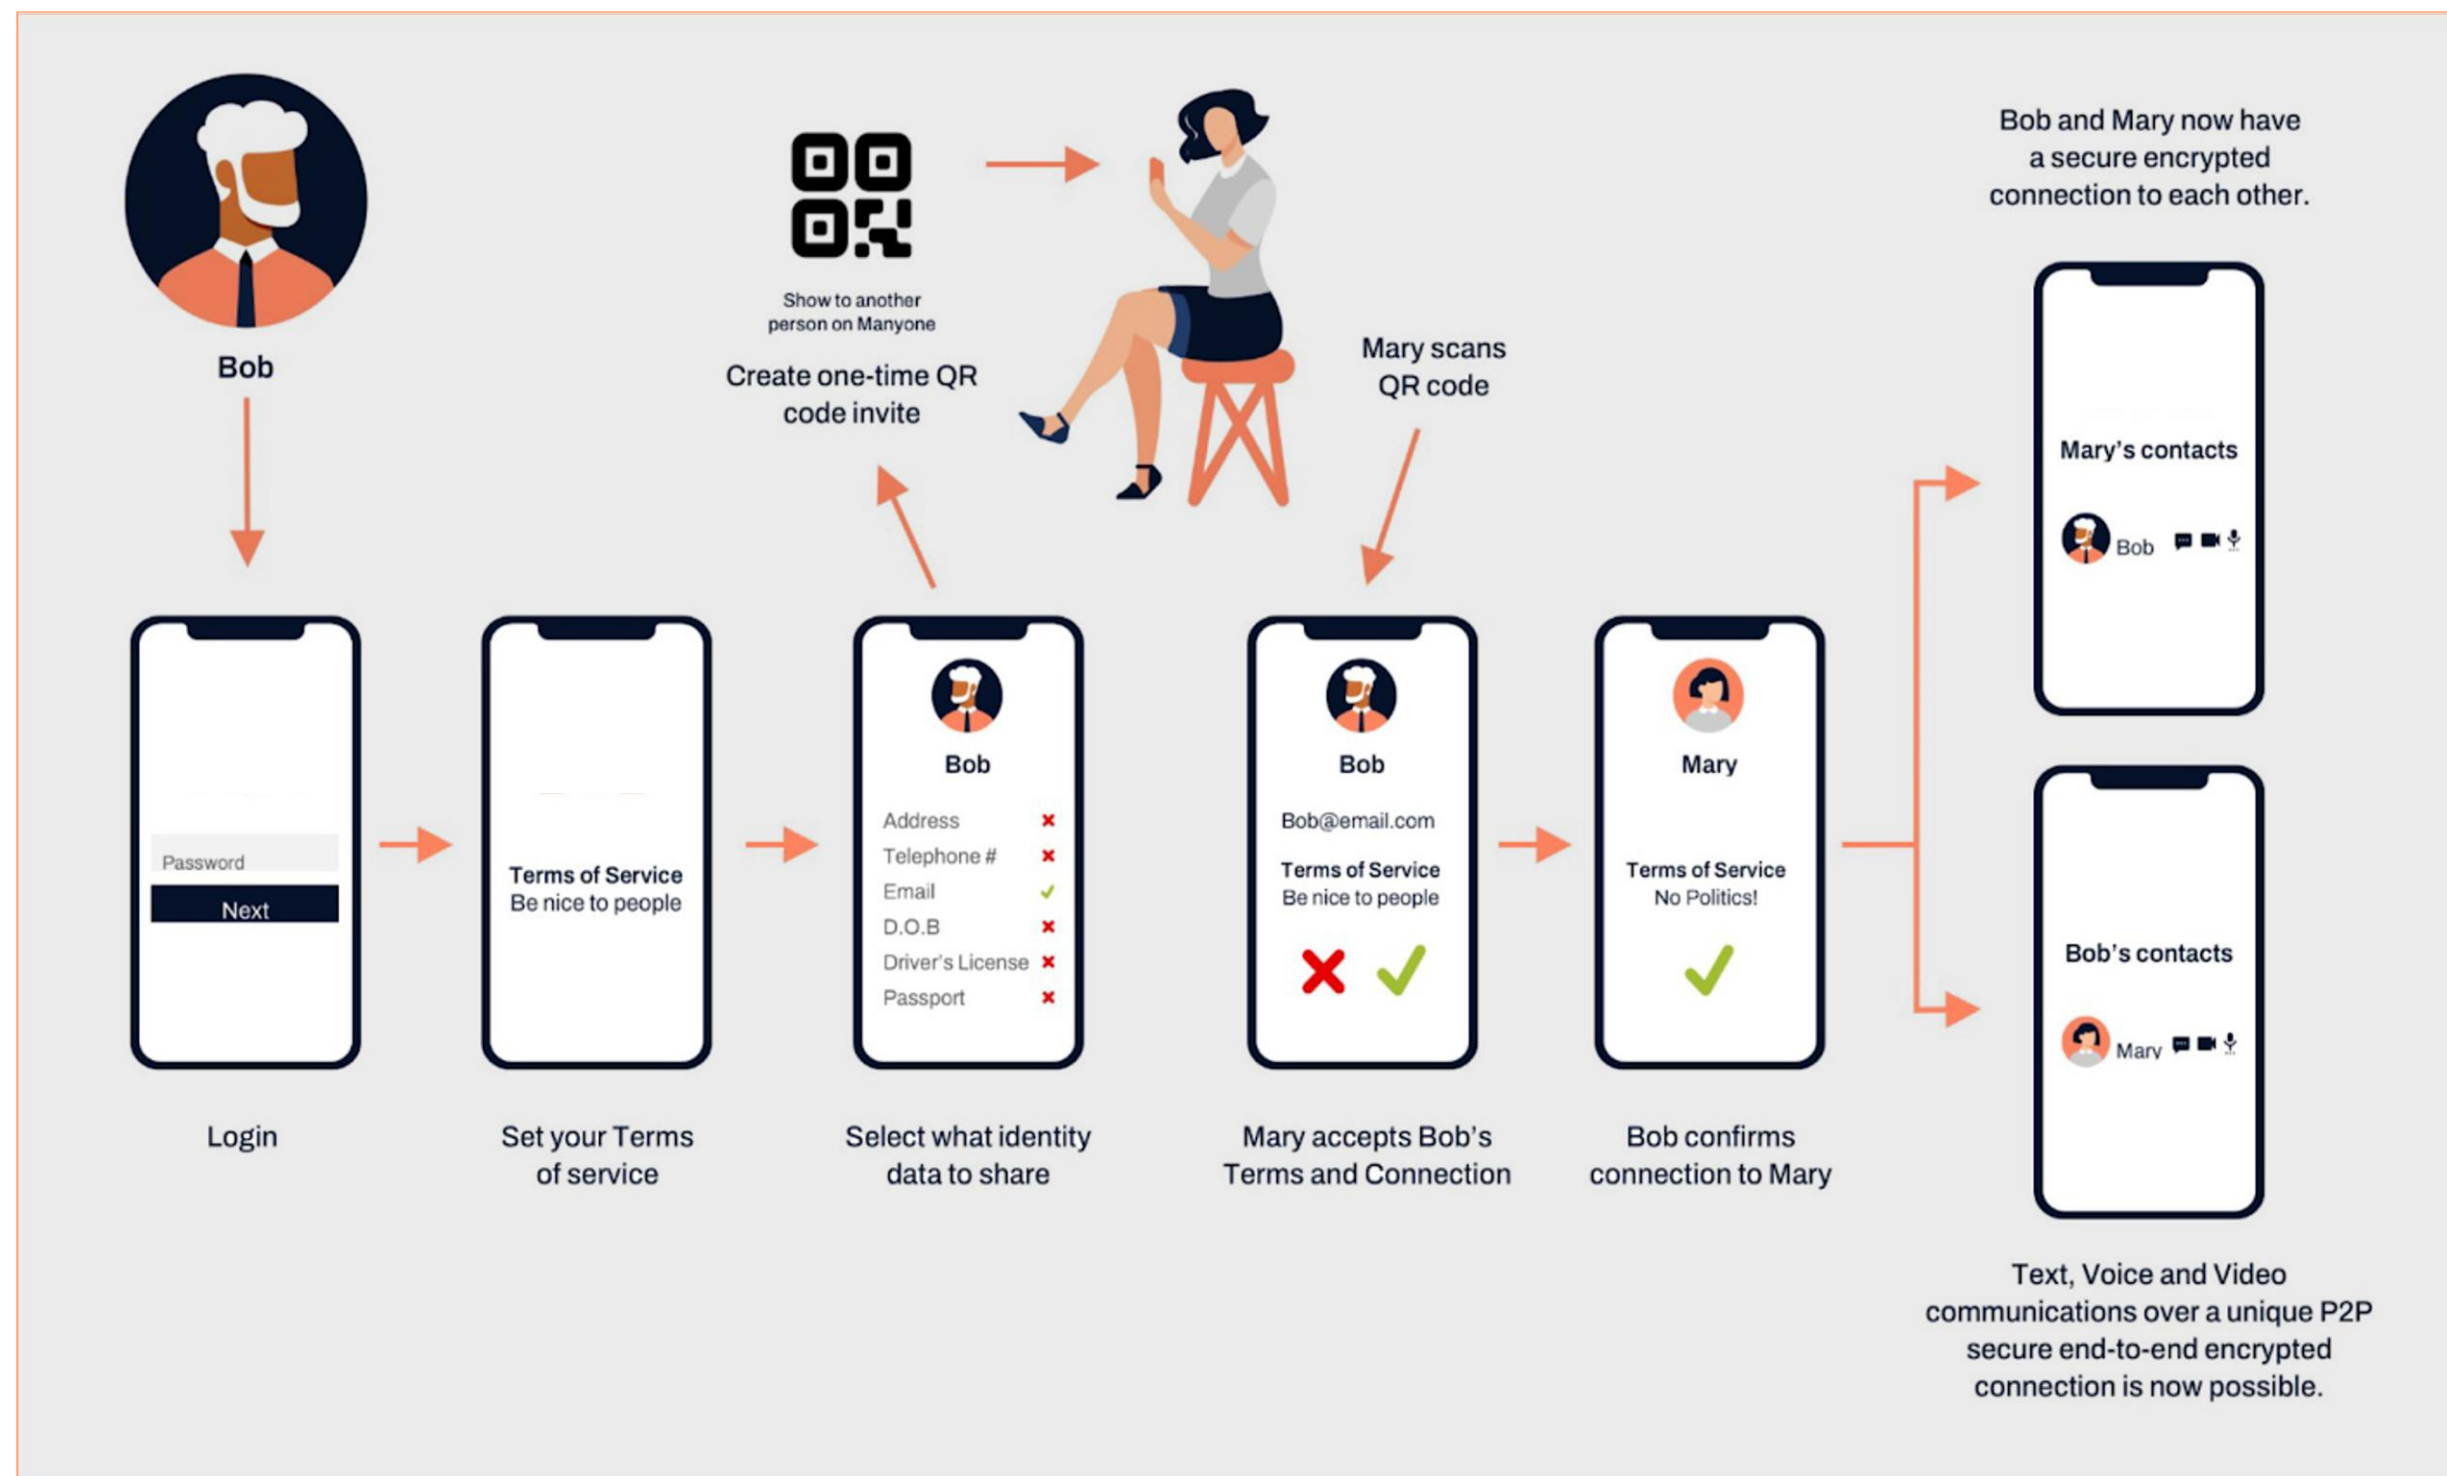 Bob
Show to another
person on Manyone
Create one-time QR
code invite
Mary scans
QR code
Bob and Mary now have
a secure encrypted
connection to each other.
Password
Next
Login
Terms of Service
Be nice to people
Set your Terms
of service
Bob
Address
Telephone #
Email
D.O.B
Driver's License
Passport
Select what identity
data to share
Bob
Bob@email.com
Terms of Service
Be nice to people
Mary accepts Bob's
Terms and Connection
Mary
Terms of Service
No Politics!
Bob confirms
connection to Mary
Mary's contacts
Bob
Bob's contacts
Mary
Text, Voice and Video
communications over a unique P2P
secure end-to-end encrypted
connection is now possible.